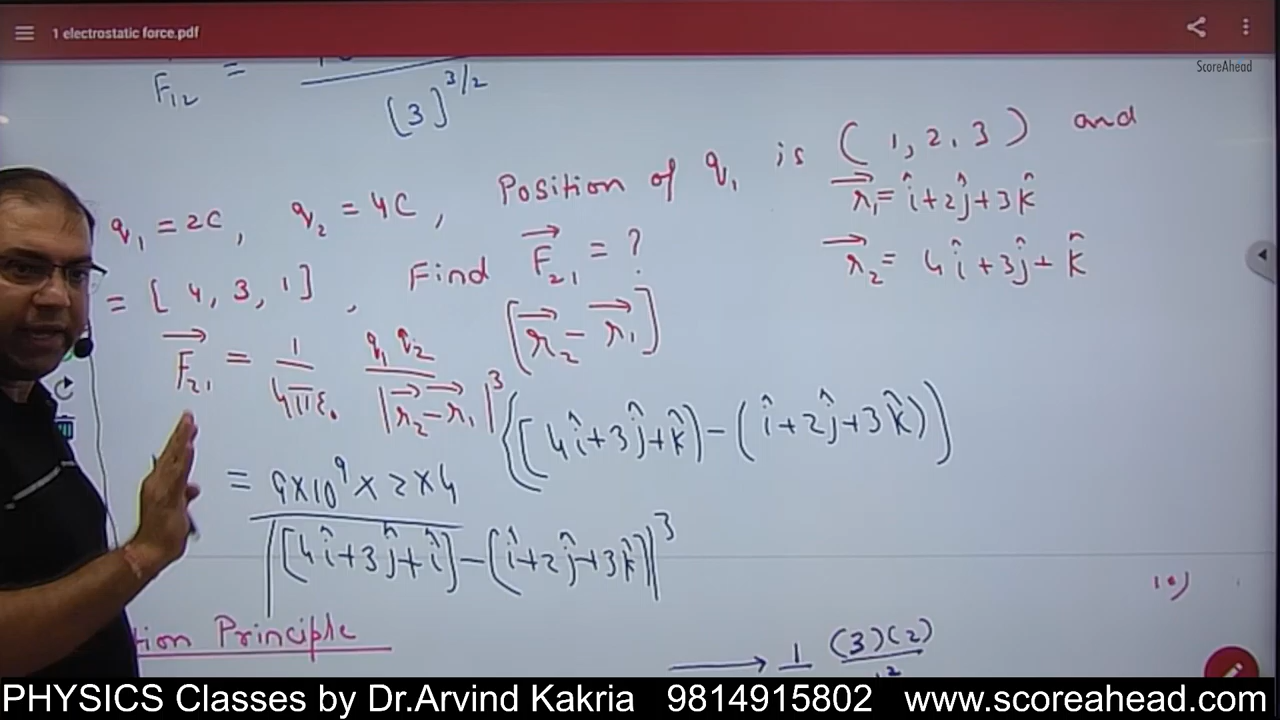 1 electrostatic force.pdf
ScoreAhead
F₁₂ =
(3)^3/2
q₁ = 2C, q₂ = 4C, Position of q₁ is (1, 2, 3) and
r⃗₁ = î+2ĵ+3k̂
= [4, 3, 1], Find F⃗₂₁ = ?
r⃗₂ = 4î+3ĵ+k̂
F⃗₂₁ = 1/4πε₀ q₁q₂/|r⃗₂-r⃗₁|³ [r⃗₂-r⃗₁]
= 9×10⁹×2×4/|[4î+3ĵ+î]-(î+2ĵ+3k̂)|³ {[4î+3ĵ+k̂)-(î+2ĵ+3k̂)}
10)
tion Principle
→ 1 (3)(2)
PHYSICS Classes by Dr.Arvind Kakria 9814915802 www.scoreahead.com